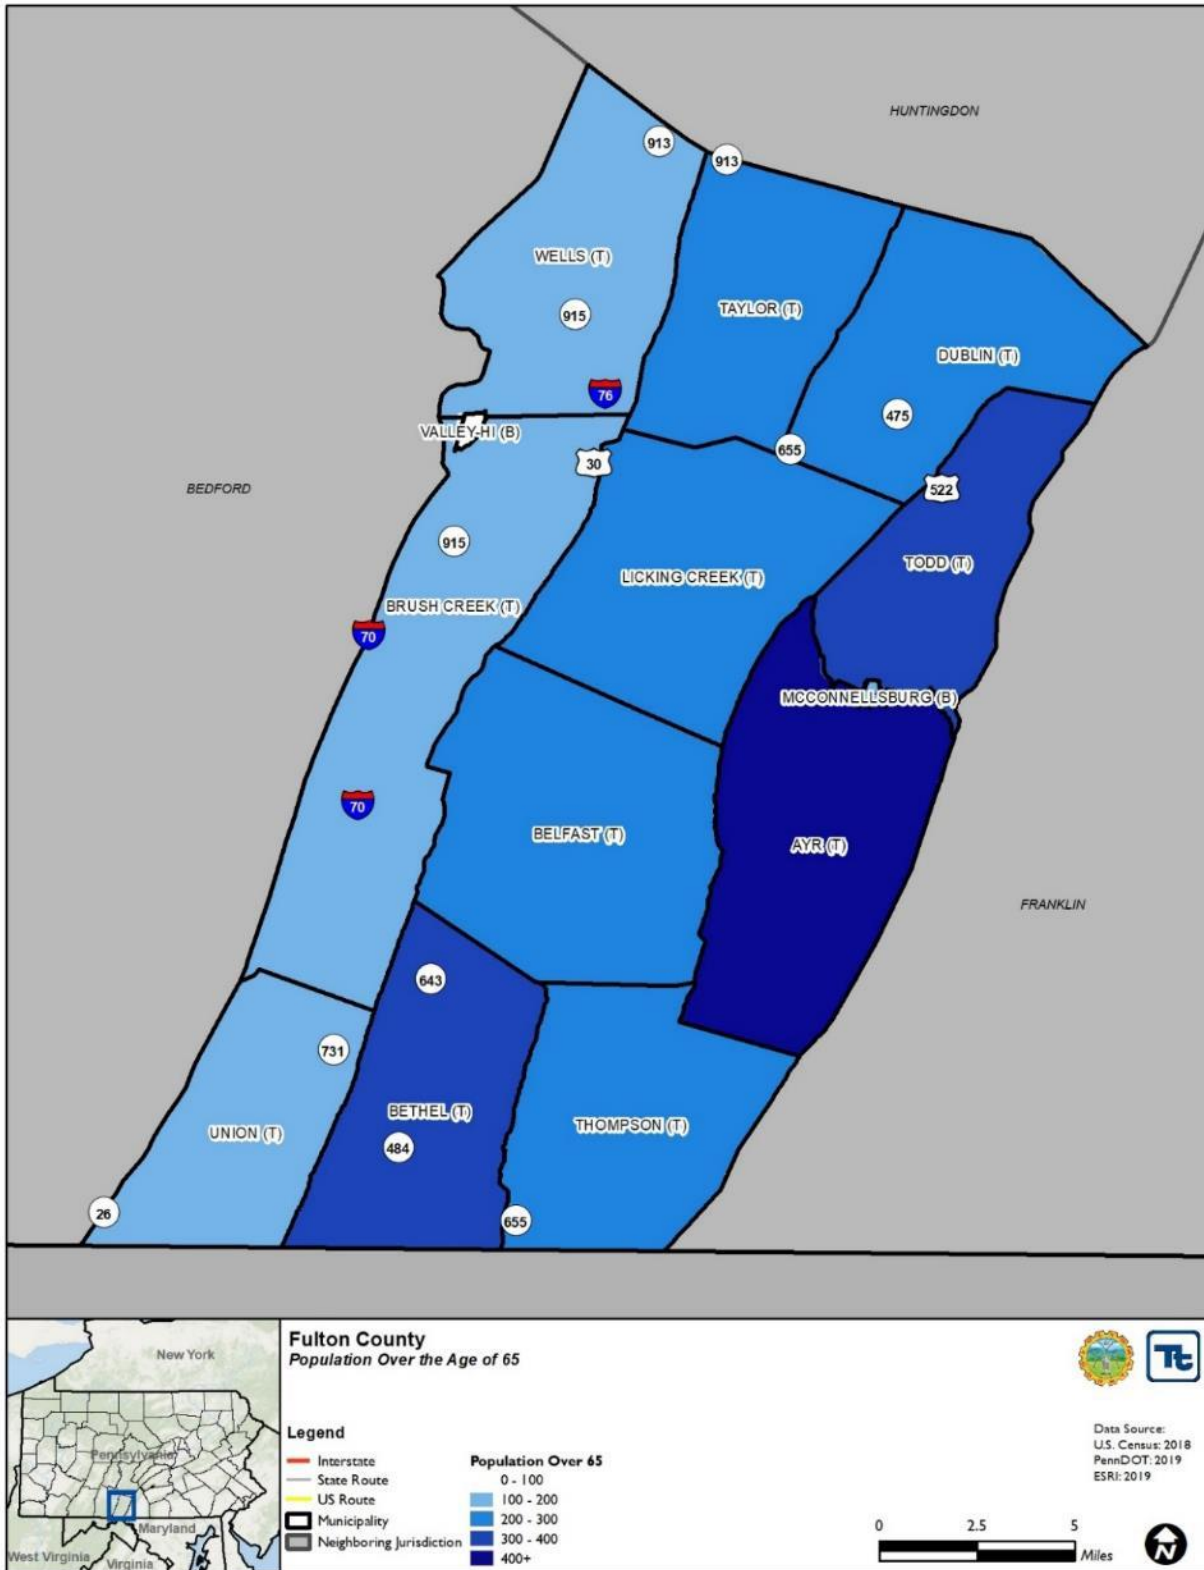 HUNTINGDON
913
913
WELLS (T)
TAYLOR (T)
915
DUBLIN (T)
76
475
VALLEY-HI (B)
655
30
BEDFORD
522
915
TODD (T)
LICKING CREEK (T)
BRUSH CREEK (T)
70
MCCONNELLSBURG (B)
70
BELFAST (T)
AYR (T)
FRANKLIN
643
731
BETHEL (T)
THOMPSON (T)
UNION (T)
484
26
655
New York
Pennsylvania
Maryland
West Virginia
Virginia
Fulton County
Population Over the Age of 65
Legend
Interstate
State Route
US Route
Municipality
Neighboring Jurisdiction
Population Over 65
0 - 100
100 - 200
200 - 300
300 - 400
400+
Tt
Data Source:
U.S. Census: 2018
PennDOT: 2019
ESRI: 2019
0 2.5 5
Miles
N